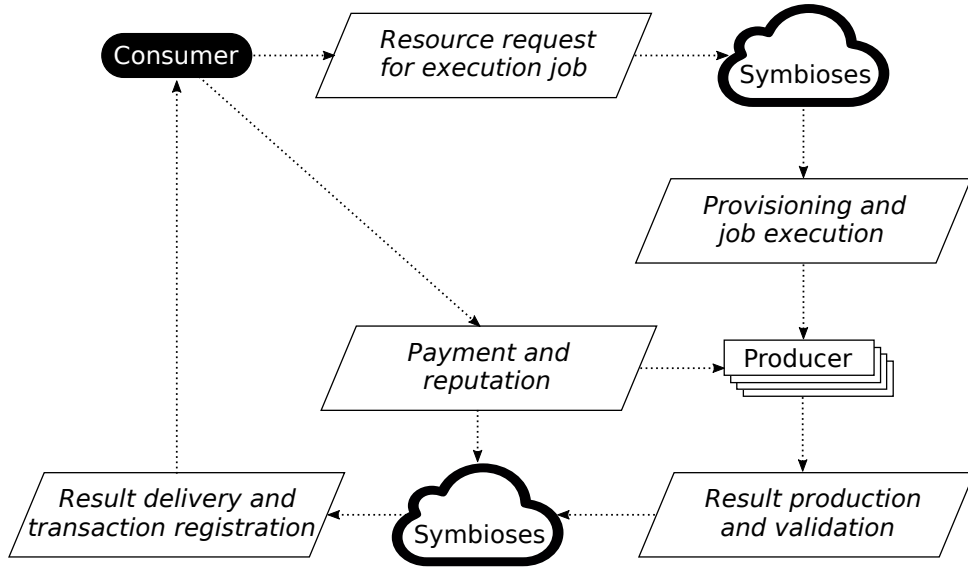 Consumer
Resource request
for execution job
Symbioses
Provisioning and
job execution
Payment and
reputation
Producer
Result delivery and
transaction registration
Symbioses
Result production
and validation